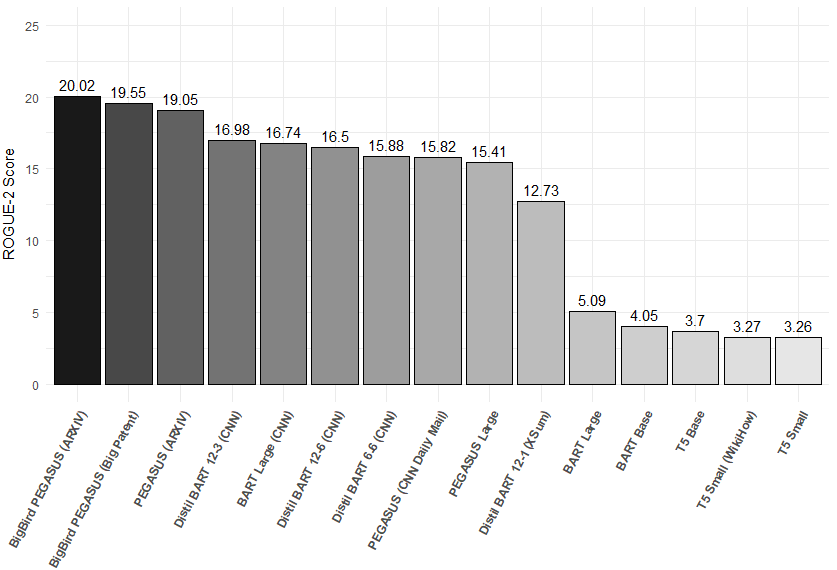 25
20
15
10
5
0
ROGUE-2 Score
20.02
19.55
19.05
16.98
16.74
16.5
15.88
15.82
15.41
12.73
5.09
4.05
3.7
3.27
3.26
BigBird PEGASUS (ARXIV)
BigBird PEGASUS (Big Patent)
PEGASUS (ARXIV)
Distil BART 12-3 (CNN)
BART Large (CNN)
Distil BART 12-6 (CNN)
Distil BART 6-6 (CNN)
PEGASUS (CNN Daily Mail)
PEGASUS Large
Distil BART 12-1 (XSum)
BART Large
BART Base
T5 Base
T5 Small (WikiHow)
T5 Small